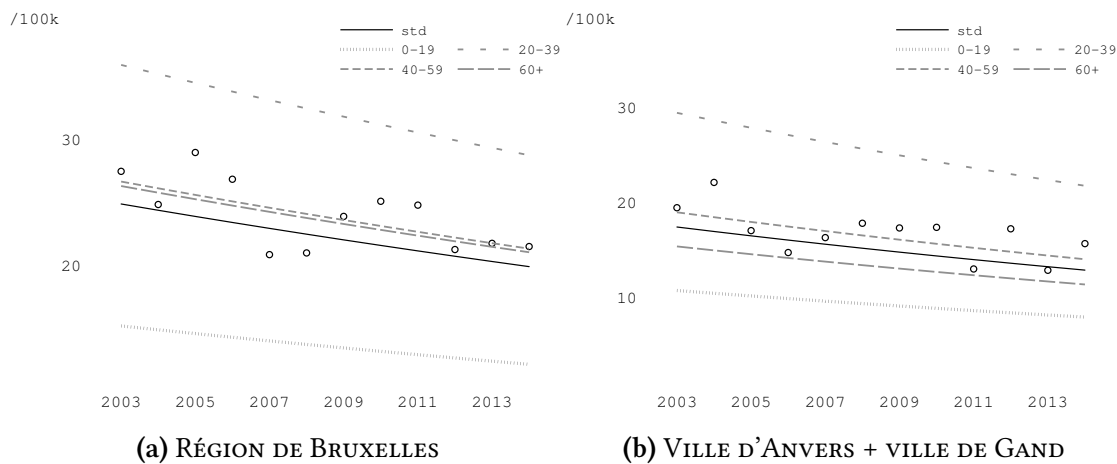 /100k
std
0-19 20-39
40-59 60+
30
20
2003 2005 2007 2009 2011 2013
(a) Région de Bruxelles
/100k
std
0-19 20-39
40-59 60+
30
20
10
2003 2005 2007 2009 2011 2013
(b) Ville d'Anvers + ville de Gand